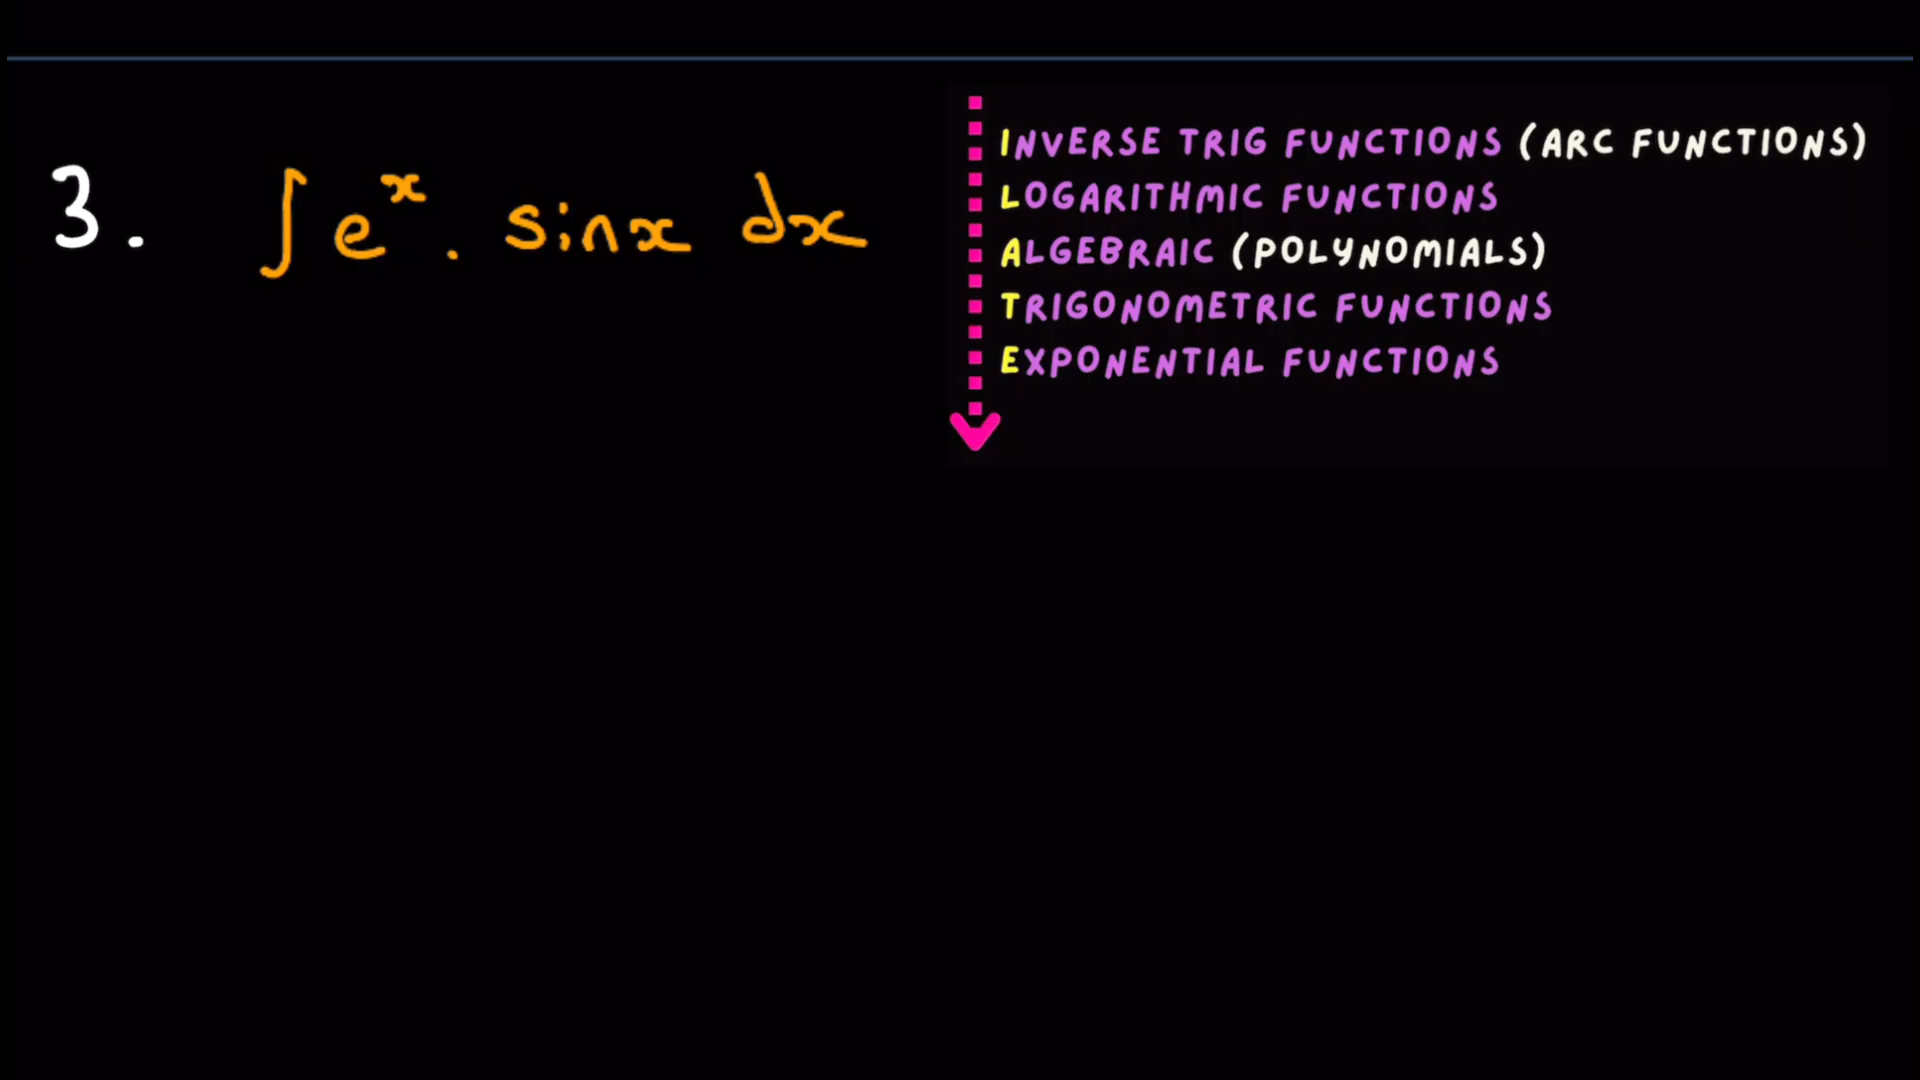 3. ∫ eˣ . sinx dx
INVERSE TRIG FUNCTIONS (ARC FUNCTIONS)
LOGARITHMIC FUNCTIONS
ALGEBRAIC (POLYNOMIALS)
TRIGONOMETRIC FUNCTIONS
EXPONENTIAL FUNCTIONS